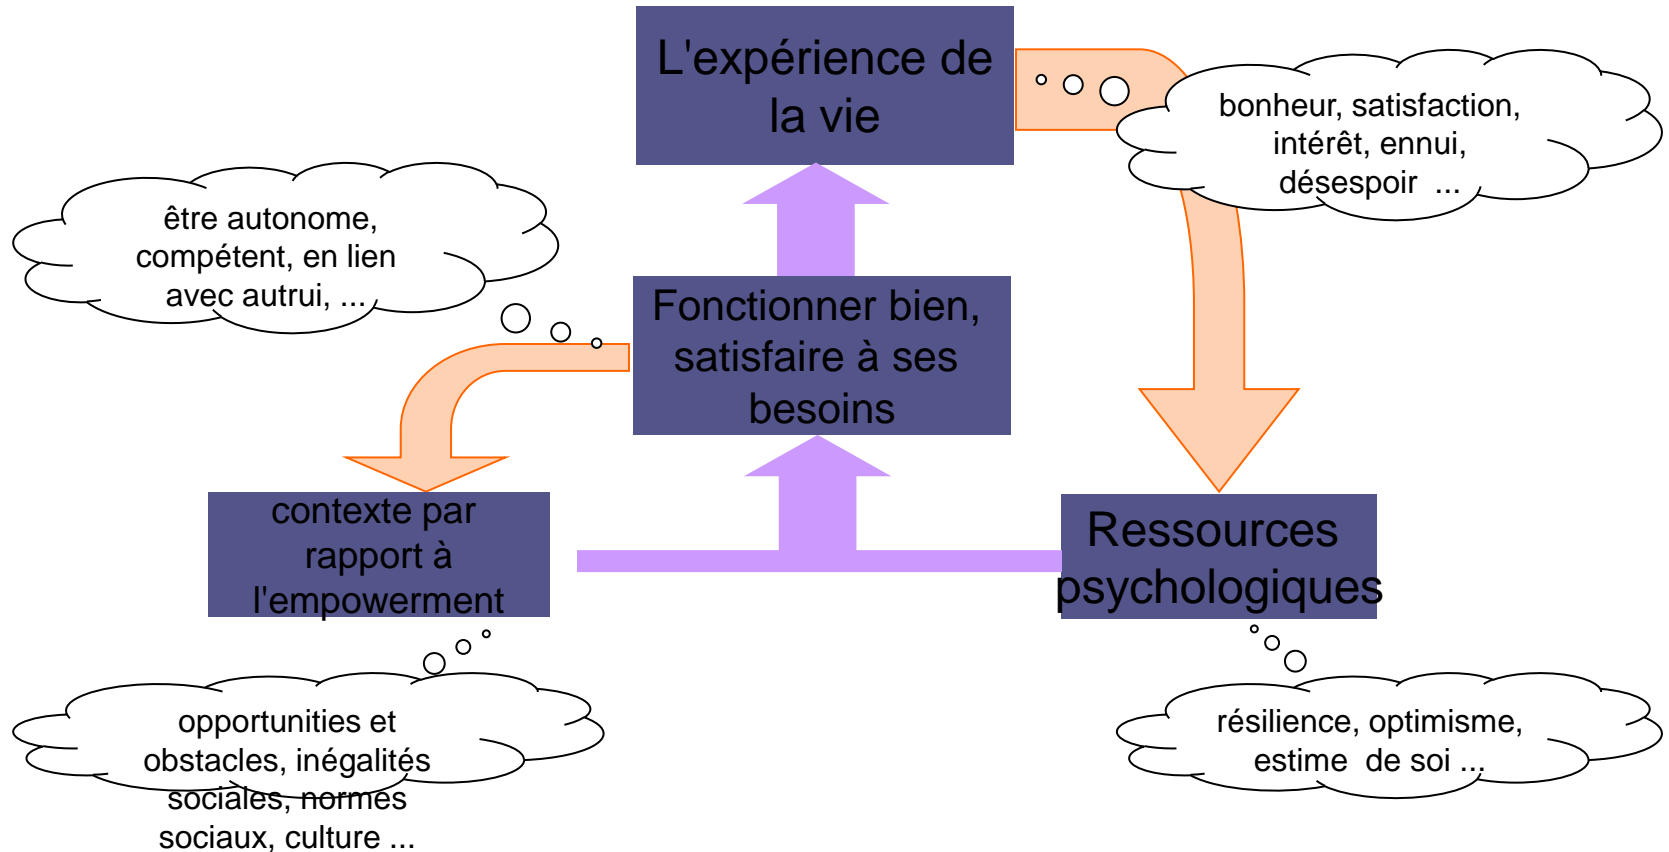 L'expérience de
la vie
bonheur, satisfaction,
intérêt, ennui,
désespoir ...
être autonome,
compétent, en lien
avec autrui, ...
Fonctionner bien,
satisfaire à ses
besoins
contexte par
rapport à
l'empowerment
Ressources
psychologiques
opportunities et
obstacles, inégalités
sociales, normes
sociaux, culture ...
résilience, optimisme,
estime de soi ...